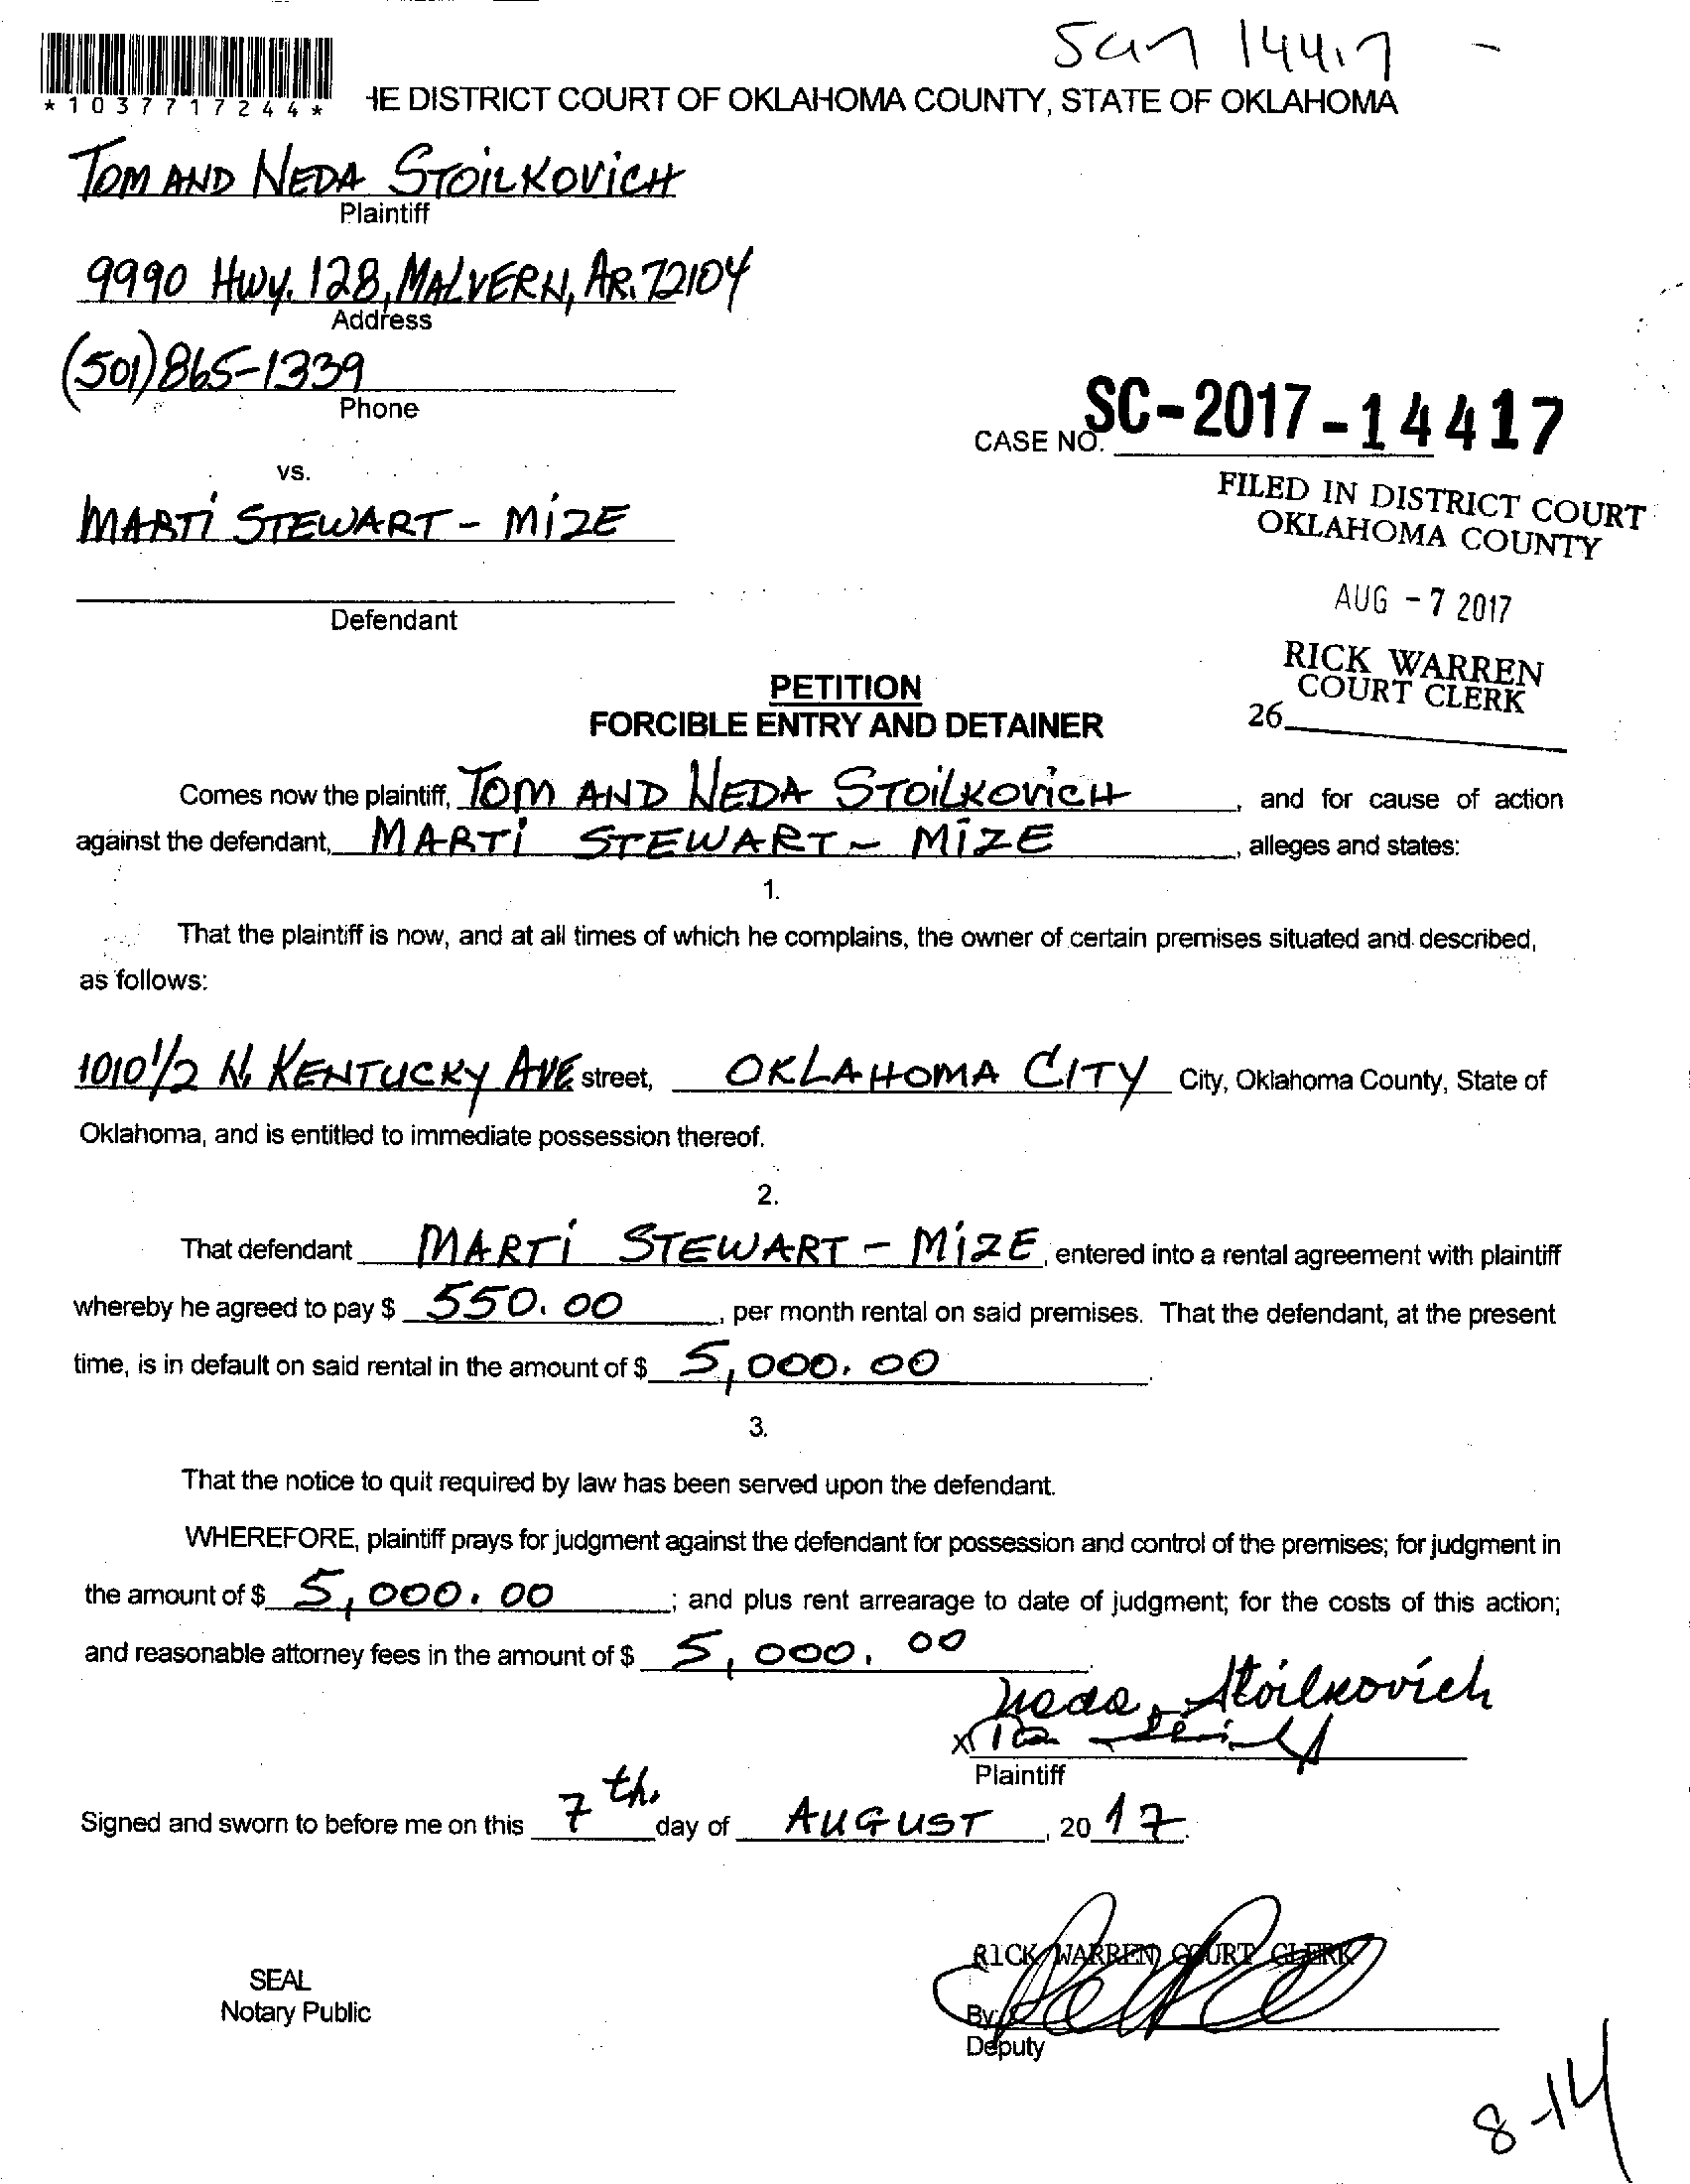 14417 -
*1037717244*
HE DISTRICT COURT OF OKLAHOMA COUNTY, STATE OF OKLAHOMA
TOM AND NEDA STOILKOVICH
Plaintiff
9990 HWY. 128, MALVERN, AR. 72104
Address
(501) 865-1339
Phone
CASE NO. SC-2017-14417
vs.
FILED IN DISTRICT COURT
OKLAHOMA COUNTY
MARTI STEWART - MIZE
AUG - 7 2017
Defendant
RICK WARREN
COURT CLERK
26
PETITION
FORCIBLE ENTRY AND DETAINER
Comes now the plaintiff, TOM AND NEDA STOILKOVICH, and for cause of action
against the defendant, MARTI STEWART - MIZE, alleges and states:
1.
That the plaintiff is now, and at all times of which he complains, the owner of certain premises situated and described,
as follows:
1010 1/2 N. KENTUCKY AVE street, OKLAHOMA CITY City, Oklahoma County, State of
Oklahoma, and is entitled to immediate possession thereof.
2.
That defendant MARTI STEWART - MIZE, entered into a rental agreement with plaintiff
whereby he agreed to pay $ 550.00, per month rental on said premises. That the defendant, at the present
time, is in default on said rental in the amount of $ 5,000.00.
3.
That the notice to quit required by law has been served upon the defendant.
WHEREFORE, plaintiff prays for judgment against the defendant for possession and control of the premises; for judgment in
the amount of $ 5,000.00; and plus rent arrearage to date of judgment; for the costs of this action;
and reasonable attorney fees in the amount of $ 5,000.00.
Neda Stoilkovich
X
Plaintiff
Signed and sworn to before me on this 7th. day of AUGUST, 2017.
RICK WARREN, COURT CLERK
SEAL
Notary Public
By
Deputy
8-14